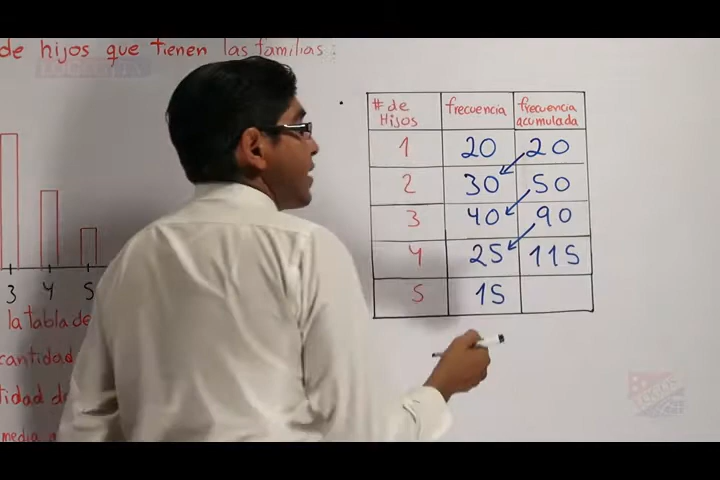 de hijos que tienen las familias :
# de Hijos frecuencia frecuencia acumulada
1 20 20
2 30 50
3 40 90
4 25 115
5 15
3 4 5
la tabla de
cantidad
tidad d
media